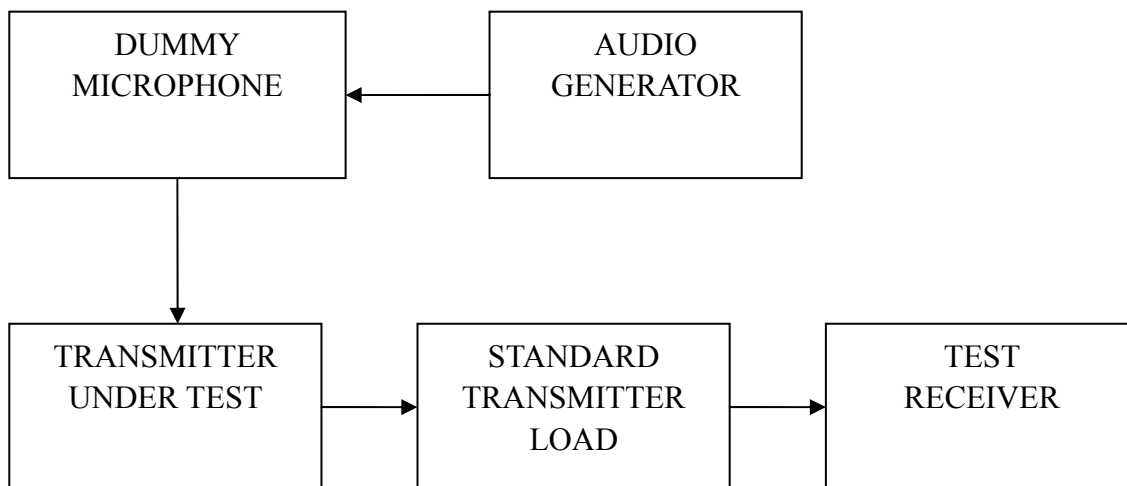 DUMMY
MICROPHONE
AUDIO
GENERATOR
TRANSMITTER
UNDER TEST
STANDARD
TRANSMITTER
LOAD
TEST
RECEIVER